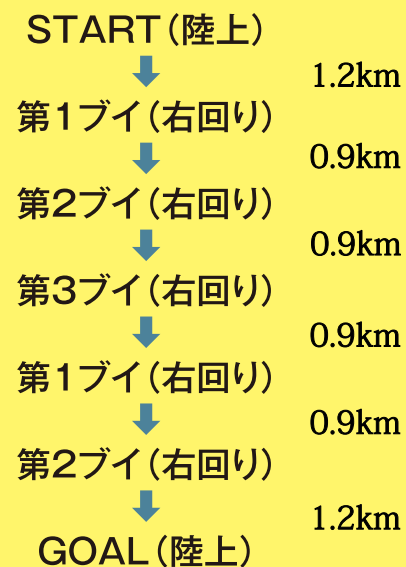 START(陸上)
1.2km
第1ブイ(右回り)
0.9km
第2ブイ(右回り)
0.9km
第3ブイ(右回り)
0.9km
第1ブイ(右回り)
0.9km
第2ブイ(右回り)
1.2km
GOAL(陸上)